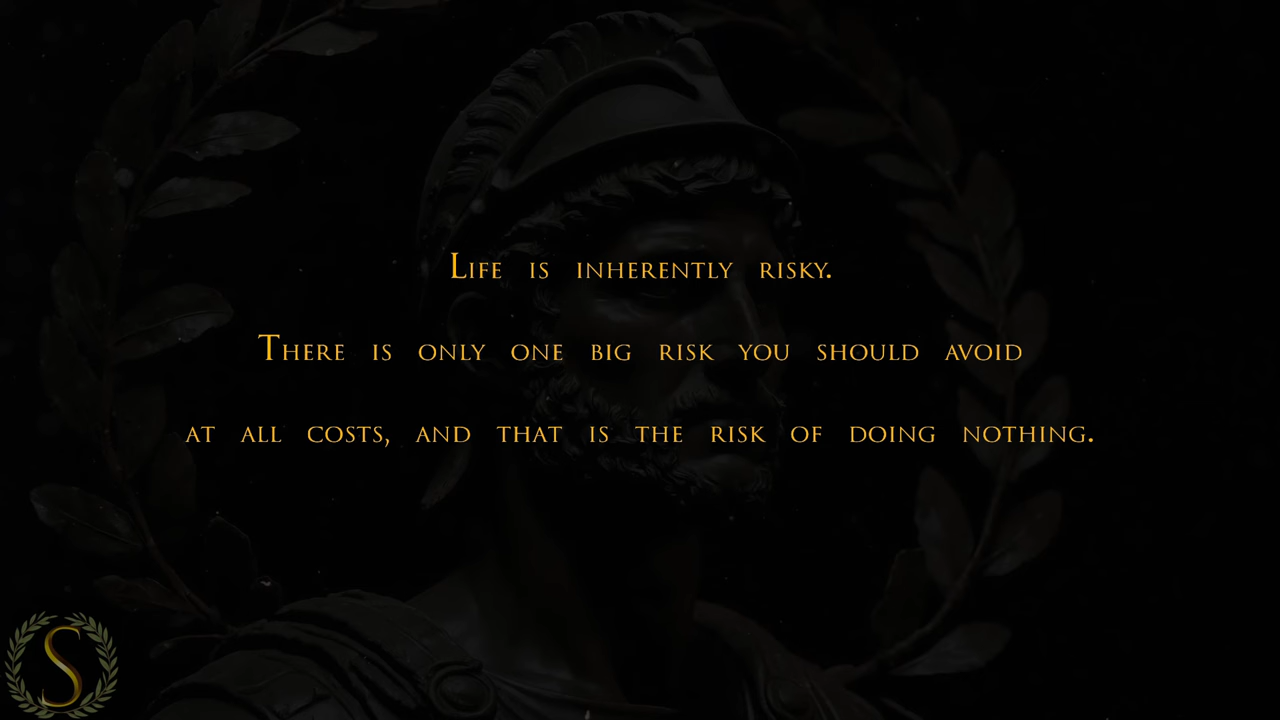 Life is inherently risky.
There is only one big risk you should avoid
at all costs, and that is the risk of doing nothing.
S